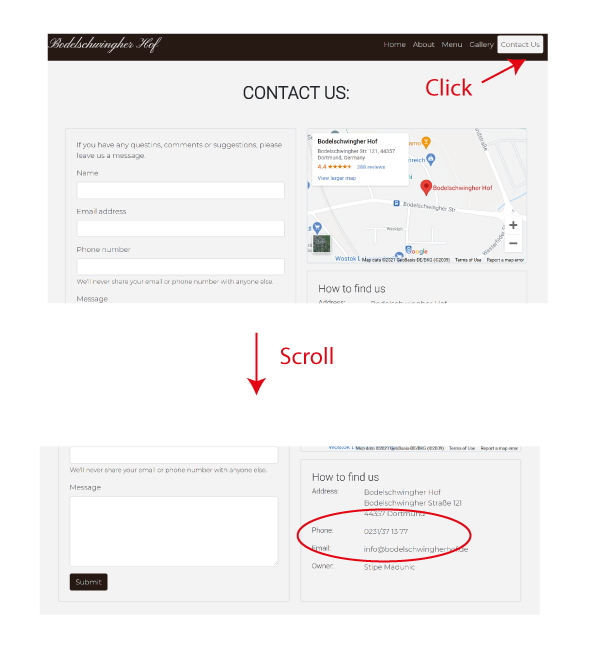 Bodelschwingher Hof
Home About Menu Gallery Contact Us
Click
CONTACT US:
If you have any questins, comments or suggestions, please
leave us a message.
Name
Email address
Phone number
We'll never share your email or phone number with anyone else.
Message
Bodelschwingher Hof
Bodelschwingher Str. 121, 44357
Dortmund, Germany
4.4 ★★★★★ 288 reviews
View larger map
Bodelschwingher Hof
Bodelschwingher Str.
Google
Map data ©2021 GeoBasis-DE/BKG (©2009) Terms of Use Report a map error
How to find us
Address: Bodelschwingher Hof
Scroll
We'll never share your email or phone number with anyone else.
Message
Submit
Map data ©2021 GeoBasis-DE/BKG (©2009) Terms of Use Report a map error
How to find us
Address: Bodelschwingher Hof
Bodelschwingher Straße 121
44357 Dortmund
Phone: 0231/37 13 77
Email: info@bodelschwingherhof.de
Owner: Stipe Madunic